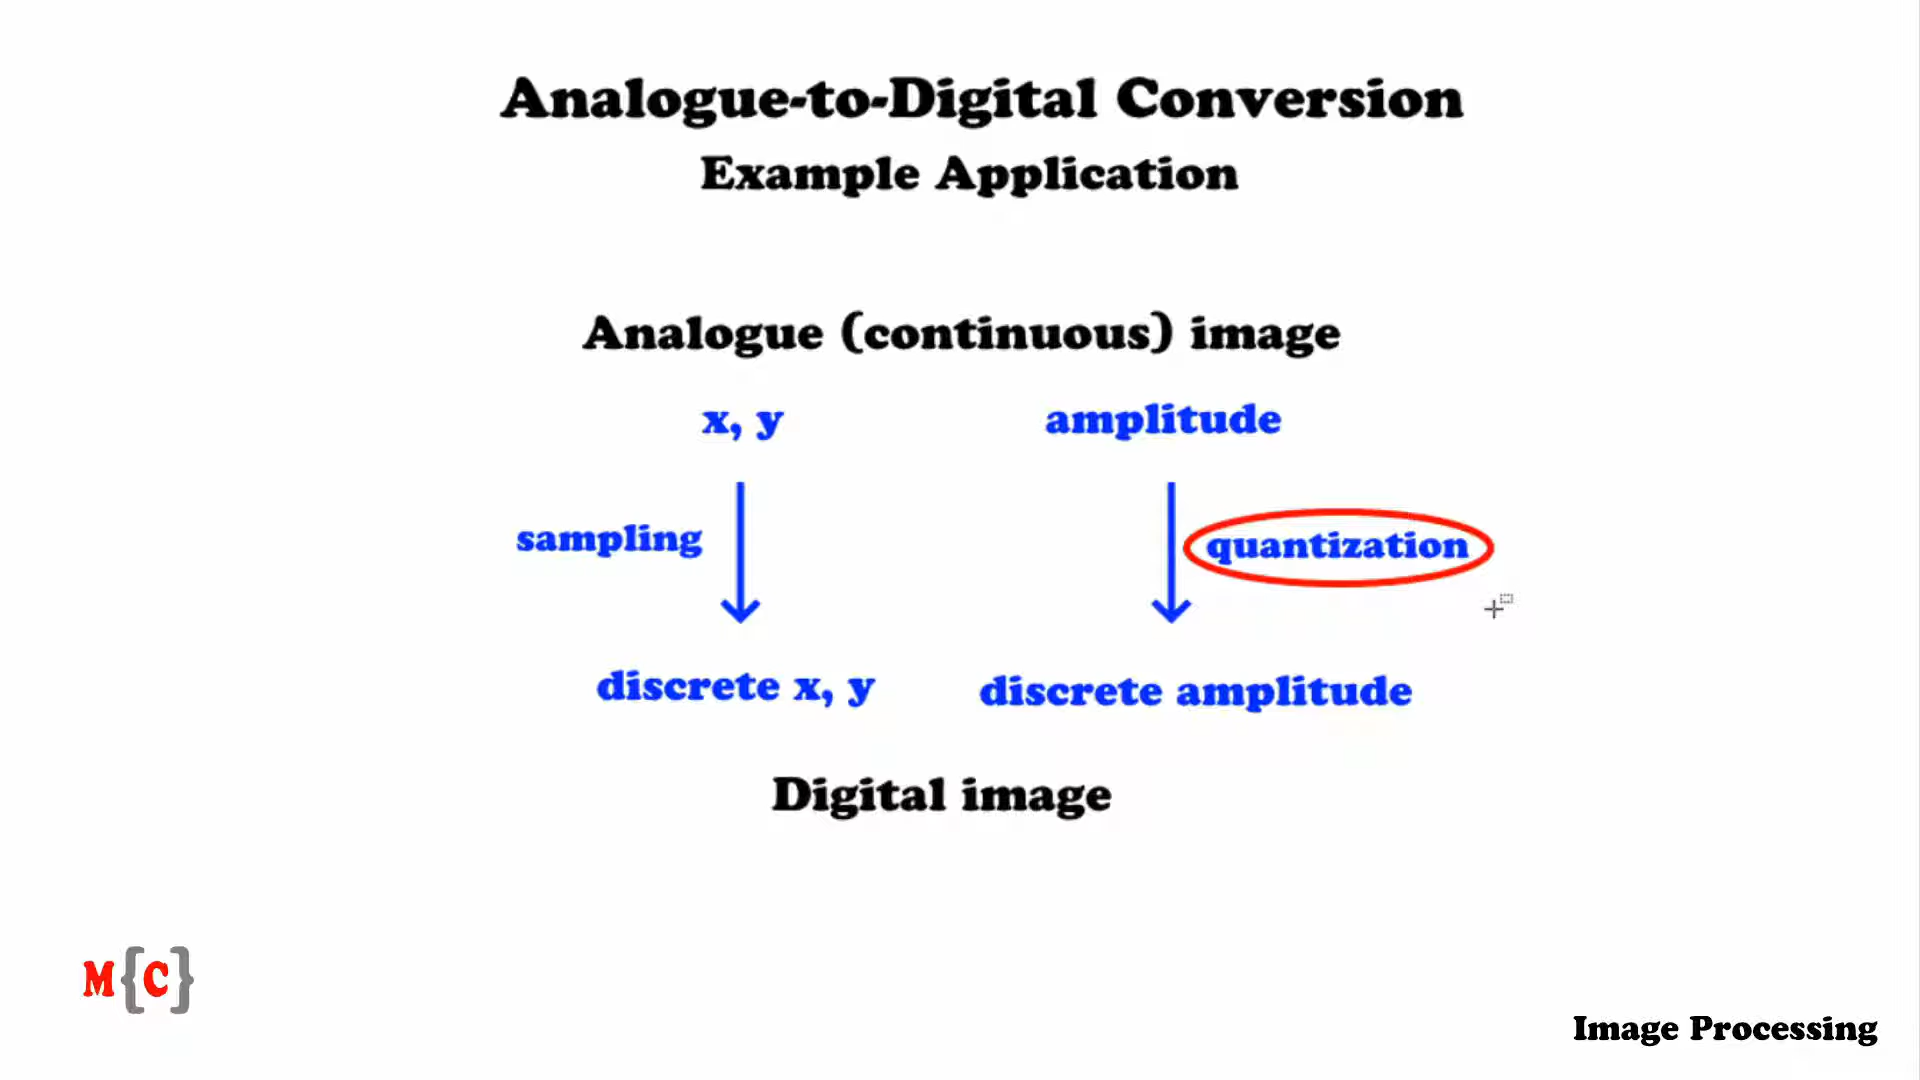 Analogue-to-Digital Conversion
Example Application
Analogue (continuous) image
x, y amplitude
sampling quantization
discrete x, y discrete amplitude
Digital image
M{C}
Image Processing